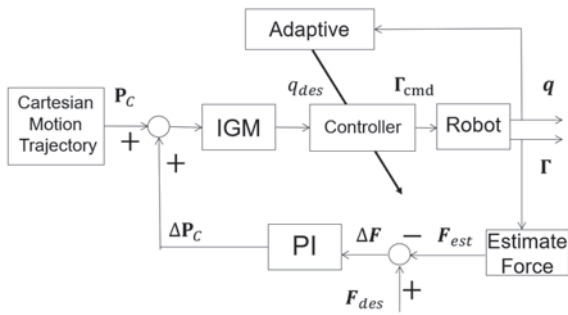 Adaptive
Cartesian
Motion
Trajectory
P_C
+
+
IGM
q_des
Controller
Γ_cmd
Robot
q
Γ
ΔP_C
PI
ΔF
−
F_est
Estimate
Force
F_des
+